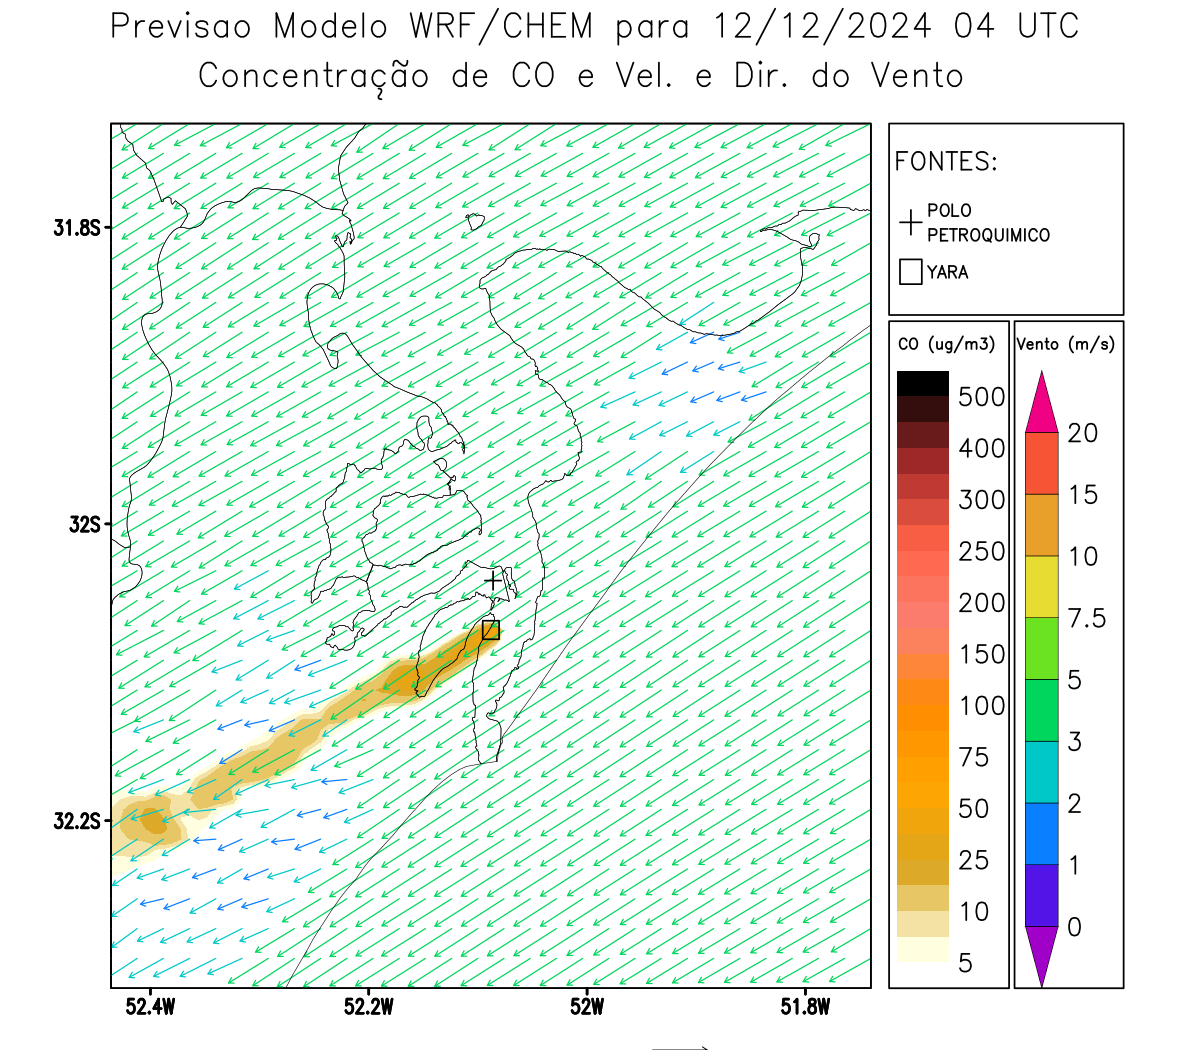 Previsao Modelo WRF/CHEM para 12/12/2024 04 UTC
Concentração de CO e Vel. e Dir. do Vento
FONTES:
POLO
PETROQUIMICO
YARA
CO (ug/m3)
500
400
300
250
200
150
100
75
50
25
10
5
Vento (m/s)
20
15
10
7.5
5
3
2
1
0
31.8S
32S
32.2S
52.4W
52.2W
52W
51.8W